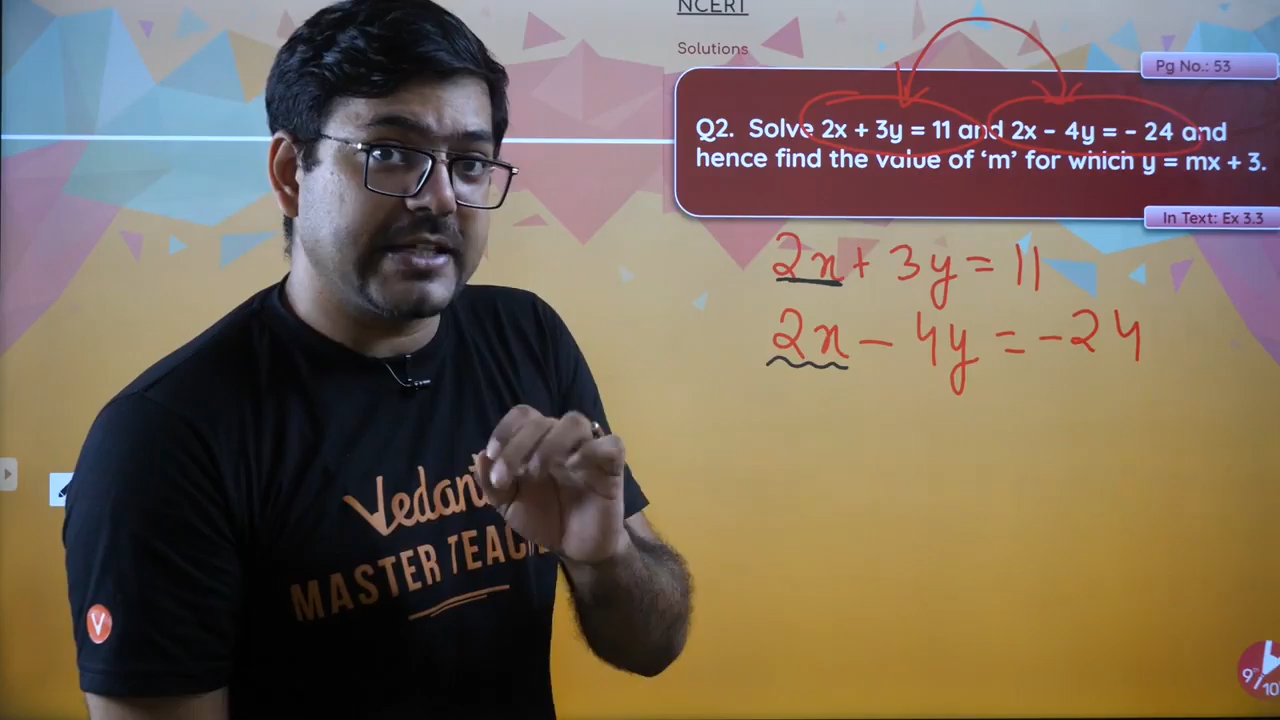 NCERT
Solutions
Pg No.: 53
Q2. Solve 2x + 3y = 11 and 2x - 4y = - 24 and
hence find the value of ‘m’ for which y = mx + 3.
In Text: Ex 3.3
2x + 3y = 11
2x - 4y = -24
Vedant
MASTER TEAC
V
9
10